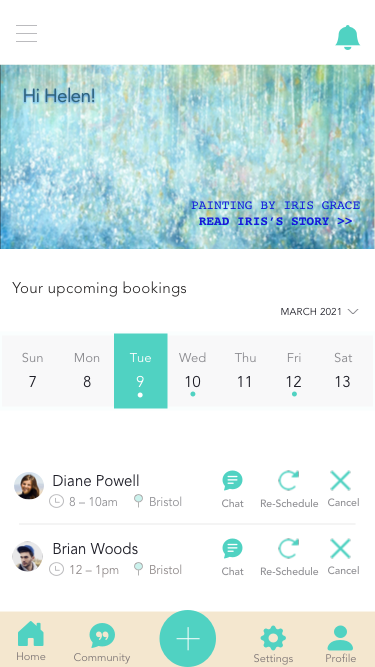 Hi Helen!
PAINTING BY IRIS GRACE
READ IRIS'S STORY >>
Your upcoming bookings
MARCH 2021
Sun Mon Tue Wed Thu Fri Sat
7 8 9 10 11 12 13
Diane Powell
8 – 10am Bristol
Chat Re-Schedule Cancel
Brian Woods
12 – 1pm Bristol
Chat Re-Schedule Cancel
Home Community Settings Profile